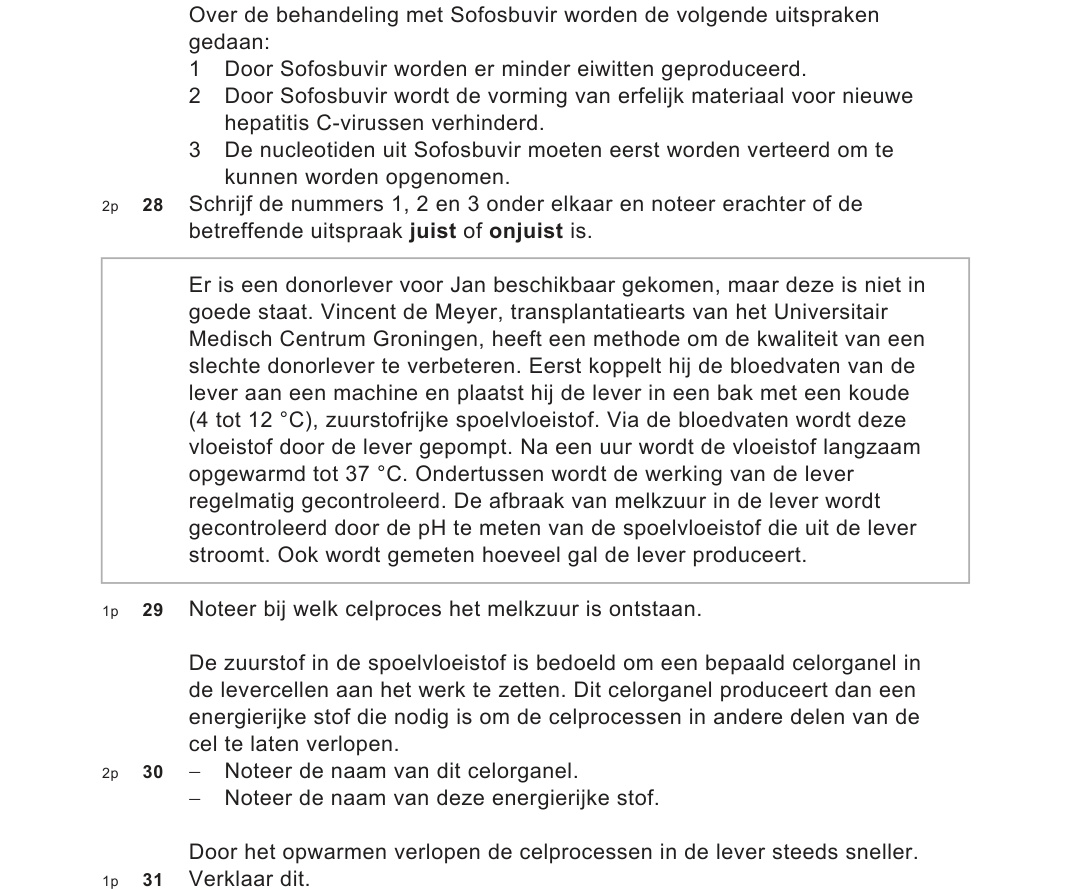 Over de behandeling met Sofosbuvir worden de volgende uitspraken
gedaan:
1 Door Sofosbuvir worden er minder eiwitten geproduceerd.
2 Door Sofosbuvir wordt de vorming van erfelijk materiaal voor nieuwe
hepatitis C-virussen verhinderd.
3 De nucleotiden uit Sofosbuvir moeten eerst worden verteerd om te
kunnen worden opgenomen.
2p 28 Schrijf de nummers 1, 2 en 3 onder elkaar en noteer erachter of de
betreffende uitspraak juist of onjuist is.
Er is een donorlever voor Jan beschikbaar gekomen, maar deze is niet in
goede staat. Vincent de Meyer, transplantatiearts van het Universitair
Medisch Centrum Groningen, heeft een methode om de kwaliteit van een
slechte donorlever te verbeteren. Eerst koppelt hij de bloedvaten van de
lever aan een machine en plaatst hij de lever in een bak met een koude
(4 tot 12 °C), zuurstofrijke spoelvloeistof. Via de bloedvaten wordt deze
vloeistof door de lever gepompt. Na een uur wordt de vloeistof langzaam
opgewarmd tot 37 °C. Ondertussen wordt de werking van de lever
regelmatig gecontroleerd. De afbraak van melkzuur in de lever wordt
gecontroleerd door de pH te meten van de spoelvloeistof die uit de lever
stroomt. Ook wordt gemeten hoeveel gal de lever produceert.
1p 29 Noteer bij welk celproces het melkzuur is ontstaan.
De zuurstof in de spoelvloeistof is bedoeld om een bepaald celorganel in
de levercellen aan het werk te zetten. Dit celorganel produceert dan een
energierijke stof die nodig is om de celprocessen in andere delen van de
cel te laten verlopen.
2p 30 – Noteer de naam van dit celorganel.
– Noteer de naam van deze energierijke stof.
Door het opwarmen verlopen de celprocessen in de lever steeds sneller.
1p 31 Verklaar dit.